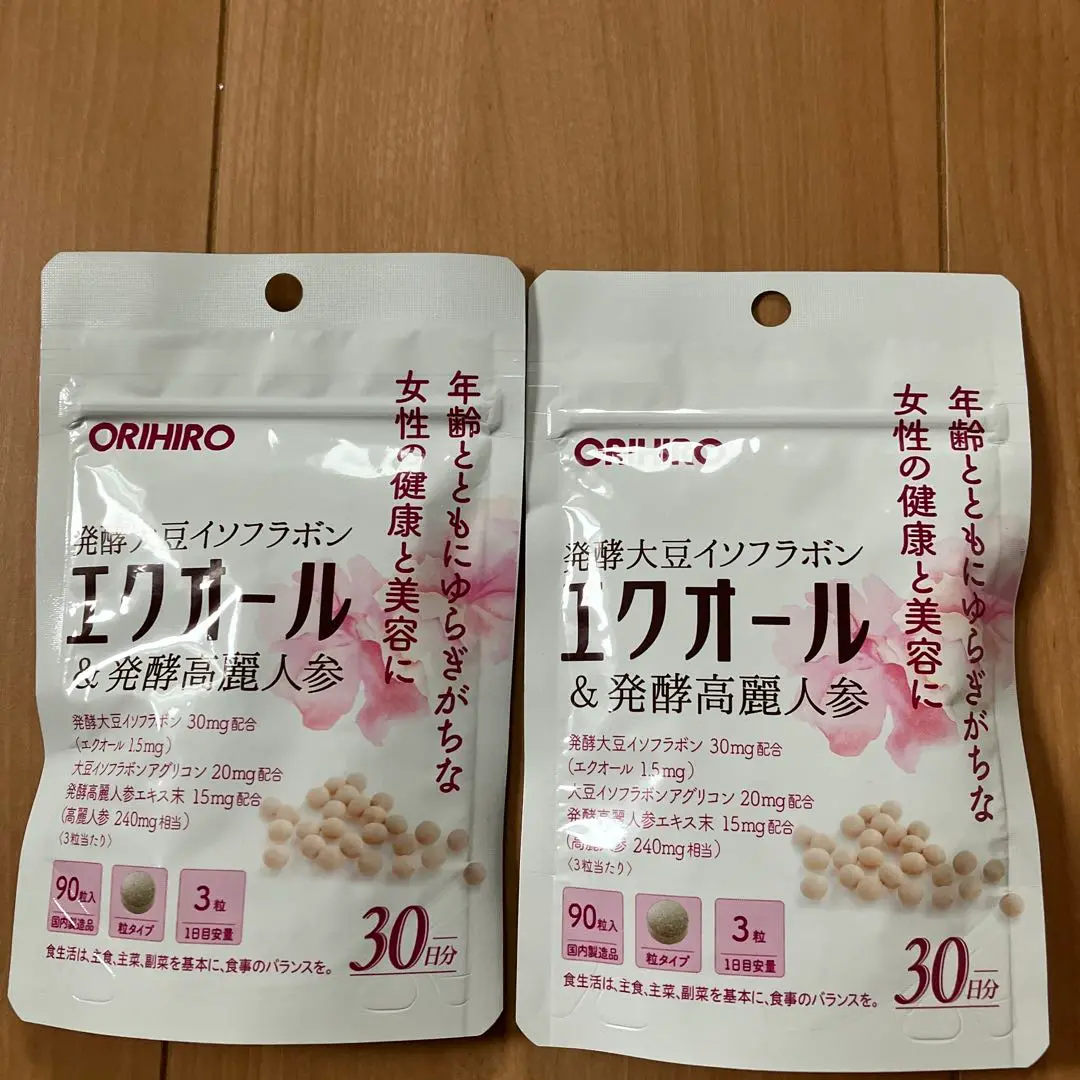 ORIHIRO
年齢とともにゆらぎがちな
女性の健康と美容に
発酵大豆イソフラボン
エクオール
&発酵高麗人参
発酵大豆イソフラボン 30mg配合
(エクオール 1.5mg)
大豆イソフラボンアグリコン 20mg配合
発酵高麗人参エキス末 15mg配合
(高麗人参 240mg相当)
〈3粒当たり〉
90粒入
国内製造品
粒タイプ
3粒
1日目安量
30日分
食生活は、主食、主菜、副菜を基本に、食事のバランスを。
ORIHIRO
年齢とともにゆらぎがちな
女性の健康と美容に
発酵大豆イソフラボン
エクオール
&発酵高麗人参
発酵大豆イソフラボン 30mg配合
(エクオール 1.5mg)
大豆イソフラボンアグリコン 20mg配合
発酵高麗人参エキス末 15mg配合
(高麗人参 240mg相当)
〈3粒当たり〉
90粒入
国内製造品
粒タイプ
3粒
1日目安量
30日分
食生活は、主食、主菜、副菜を基本に、食事のバランスを。